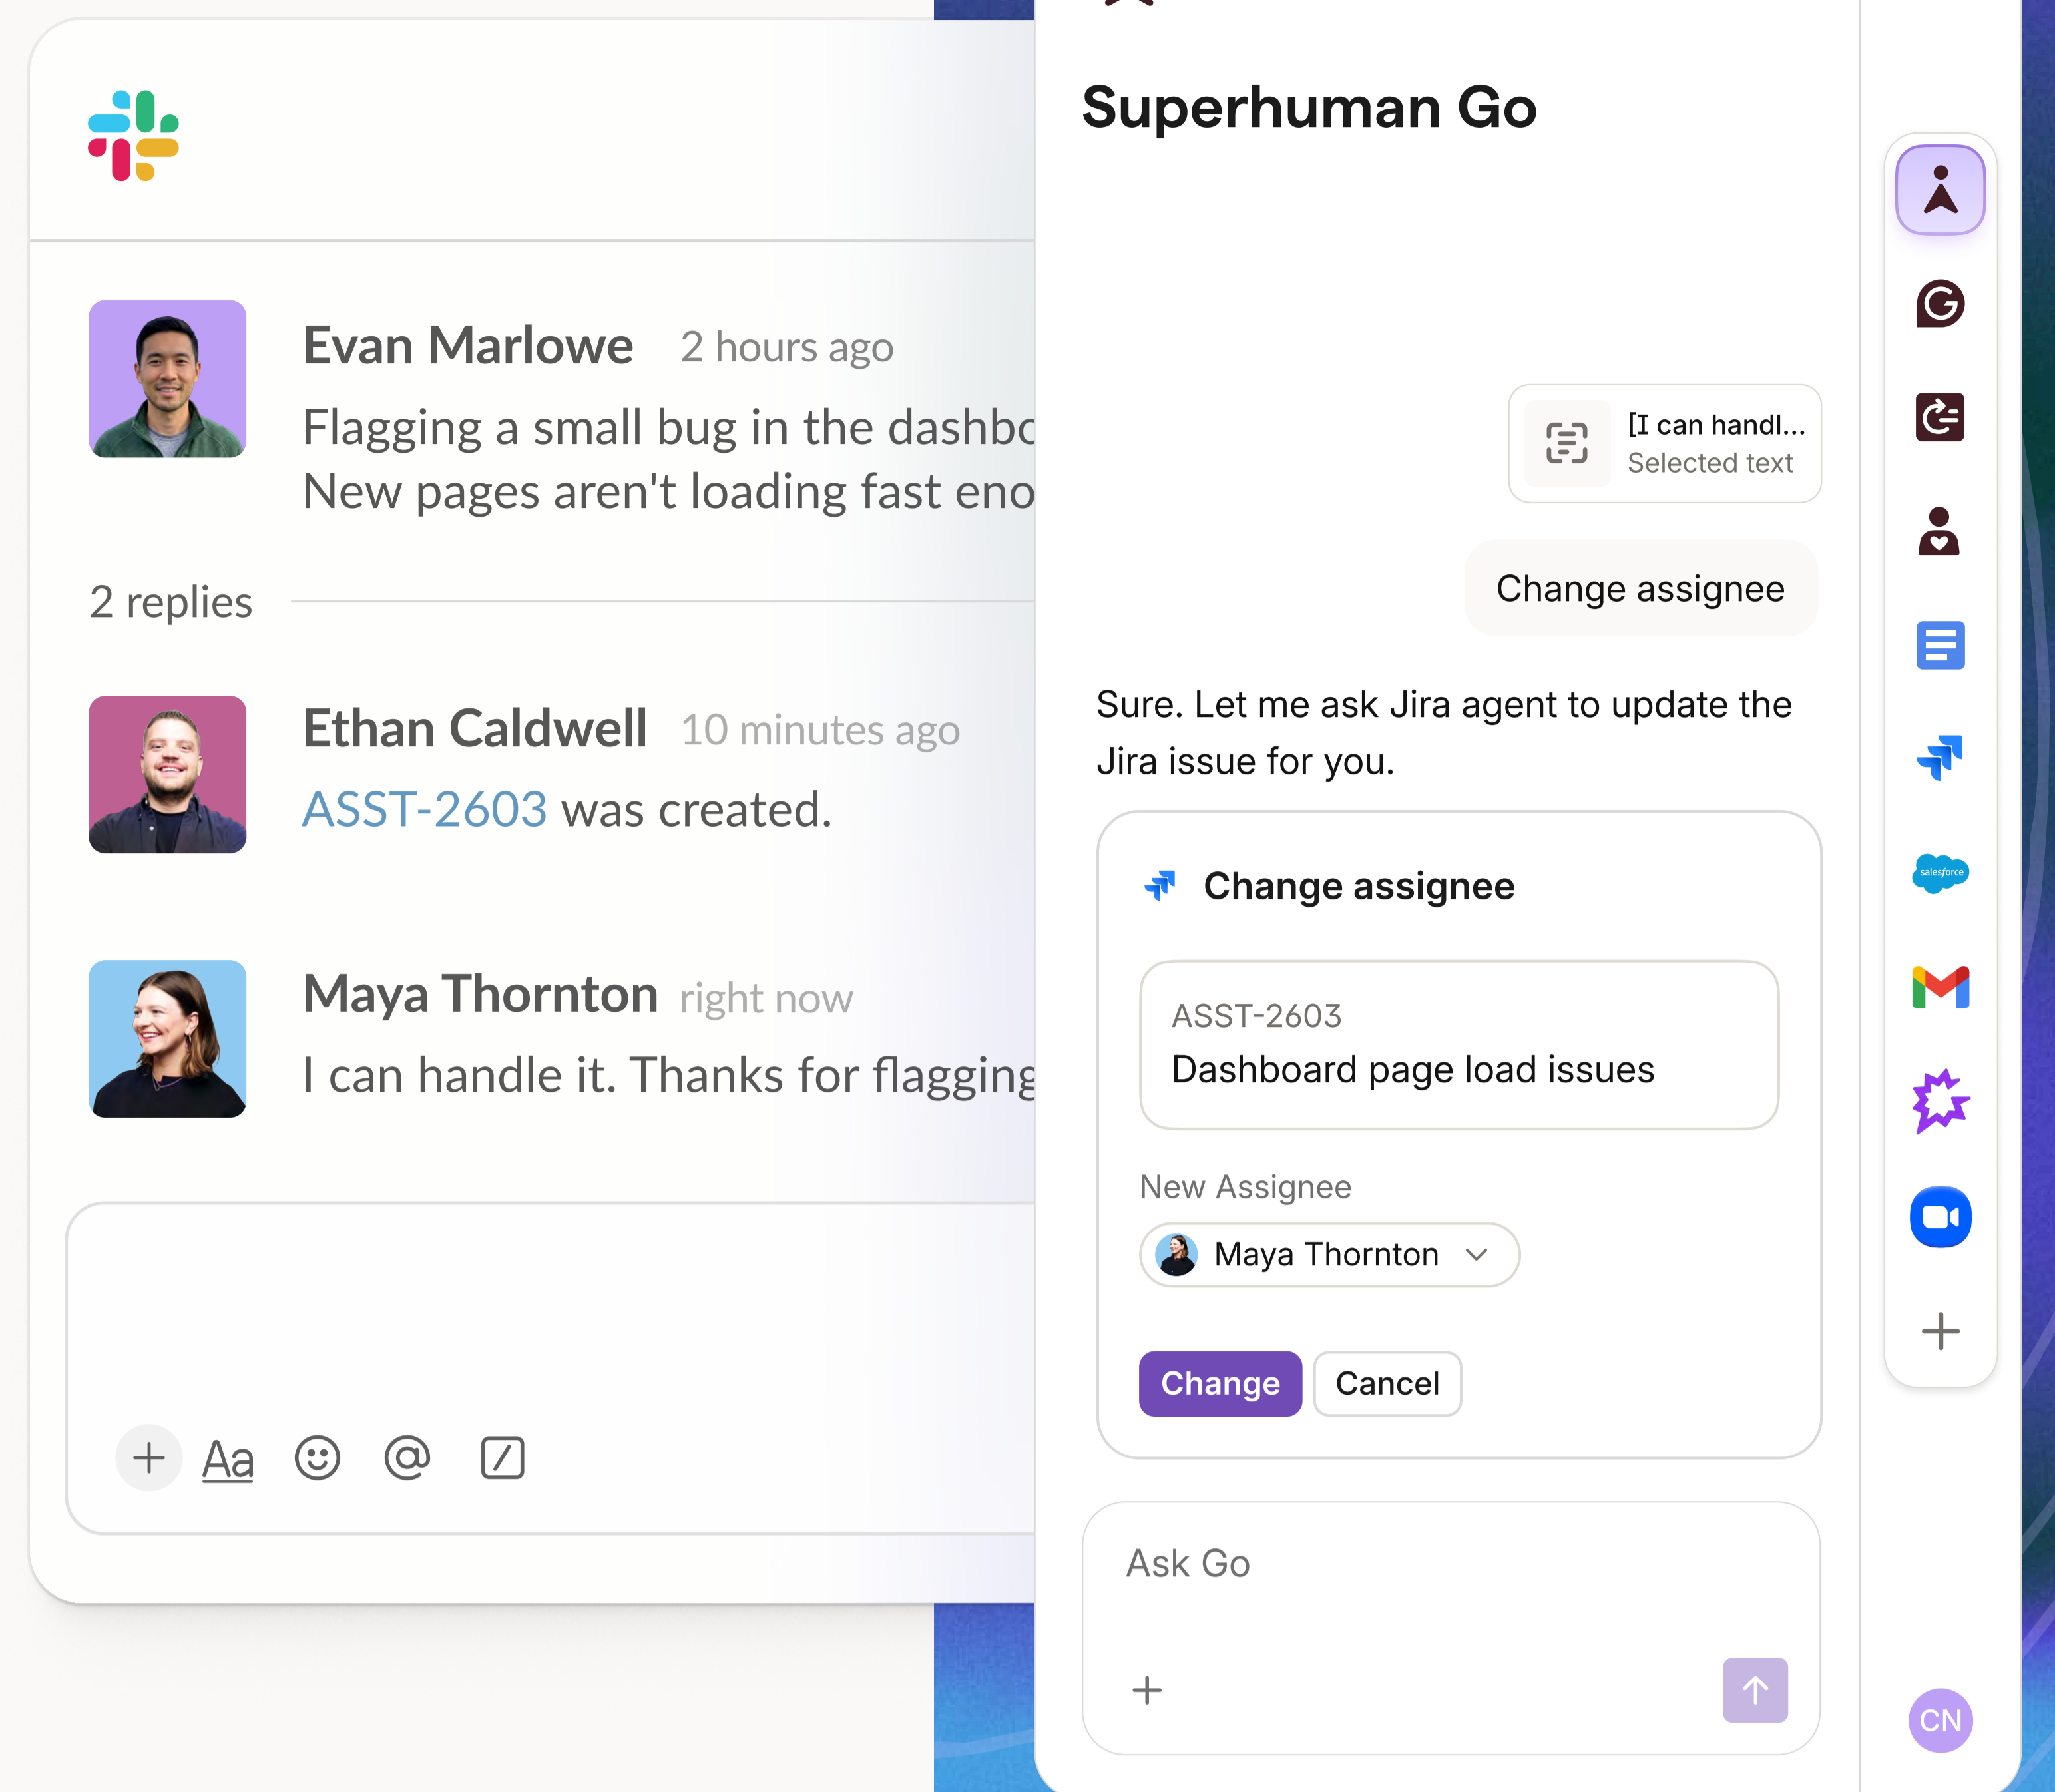 Evan Marlowe 2 hours ago
Flagging a small bug in the dashbo
New pages aren't loading fast eno
2 replies
Ethan Caldwell 10 minutes ago
ASST-2603 was created.
Maya Thornton right now
I can handle it. Thanks for flagging
Aa
Superhuman Go
[I can handl...
Selected text
Change assignee
Sure. Let me ask Jira agent to update the
Jira issue for you.
Change assignee
ASST-2603
Dashboard page load issues
New Assignee
Maya Thornton
Change Cancel
Ask Go
salesforce
CN